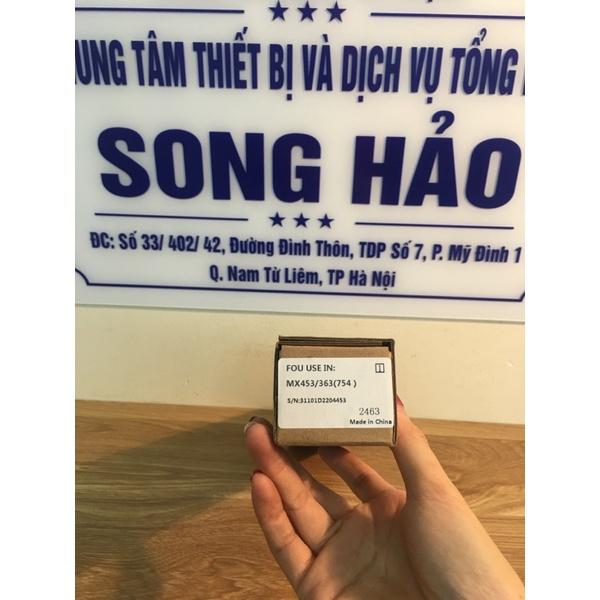 ★★★
UNG TÂM THIẾT BỊ VÀ DỊCH VỤ TỔNG
SONG HẢO
★★★
ĐC: Số 33/ 402/ 42, Đường Đình Thôn, TDP Số 7, P. Mỹ Đình 1
Q. Nam Từ Liêm, TP Hà Nội
FOU USE IN:
MX453/363(754 )
S/N:31101D2204453
2463
Made in China